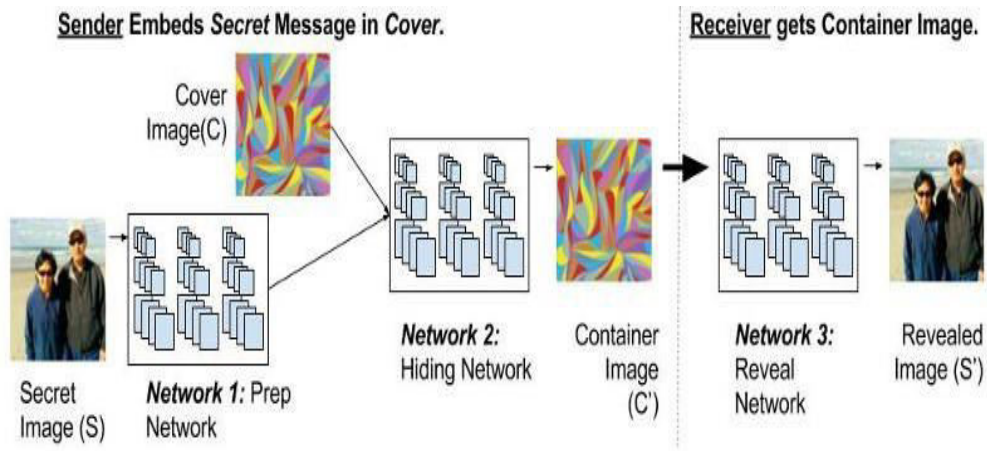 Sender Embeds Secret Message in Cover.
Receiver gets Container Image.
Cover
Image(C)
Secret
Image (S)
Network 1: Prep
Network
Network 2:
Hiding Network
Container
Image
(C’)
Network 3:
Reveal
Network
Revealed
Image (S’)